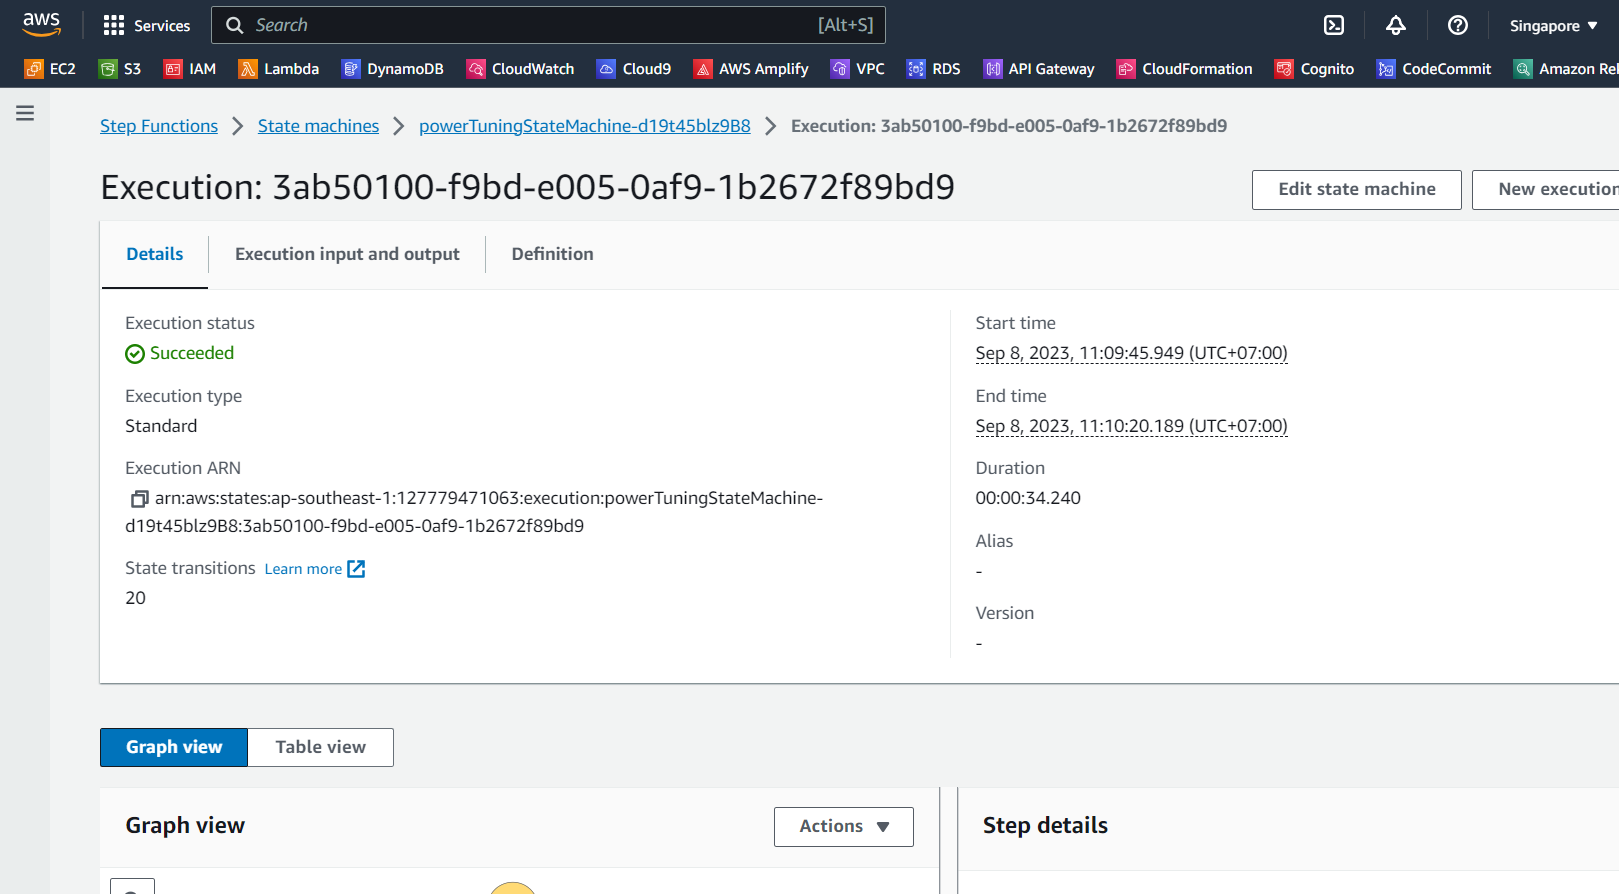 aws Services Search [Alt+S] Singapore
EC2 S3 IAM Lambda DynamoDB CloudWatch Cloud9 AWS Amplify VPC RDS API Gateway CloudFormation Cognito CodeCommit Amazon Rel
Step Functions State machines powerTuningStateMachine-d19t45blz9B8 Execution: 3ab50100-f9bd-e005-0af9-1b2672f89bd9
Execution: 3ab50100-f9bd-e005-0af9-1b2672f89bd9
Edit state machine New execution
Details Execution input and output Definition
Execution status
Succeeded
Execution type
Standard
Execution ARN
arn:aws:states:ap-southeast-1:127779471063:execution:powerTuningStateMachine-
d19t45blz9B8:3ab50100-f9bd-e005-0af9-1b2672f89bd9
State transitions Learn more
20
Start time
Sep 8, 2023, 11:09:45.949 (UTC+07:00)
End time
Sep 8, 2023, 11:10:20.189 (UTC+07:00)
Duration
00:00:34.240
Alias
-
Version
-
Graph view Table view
Graph view Actions
Step details